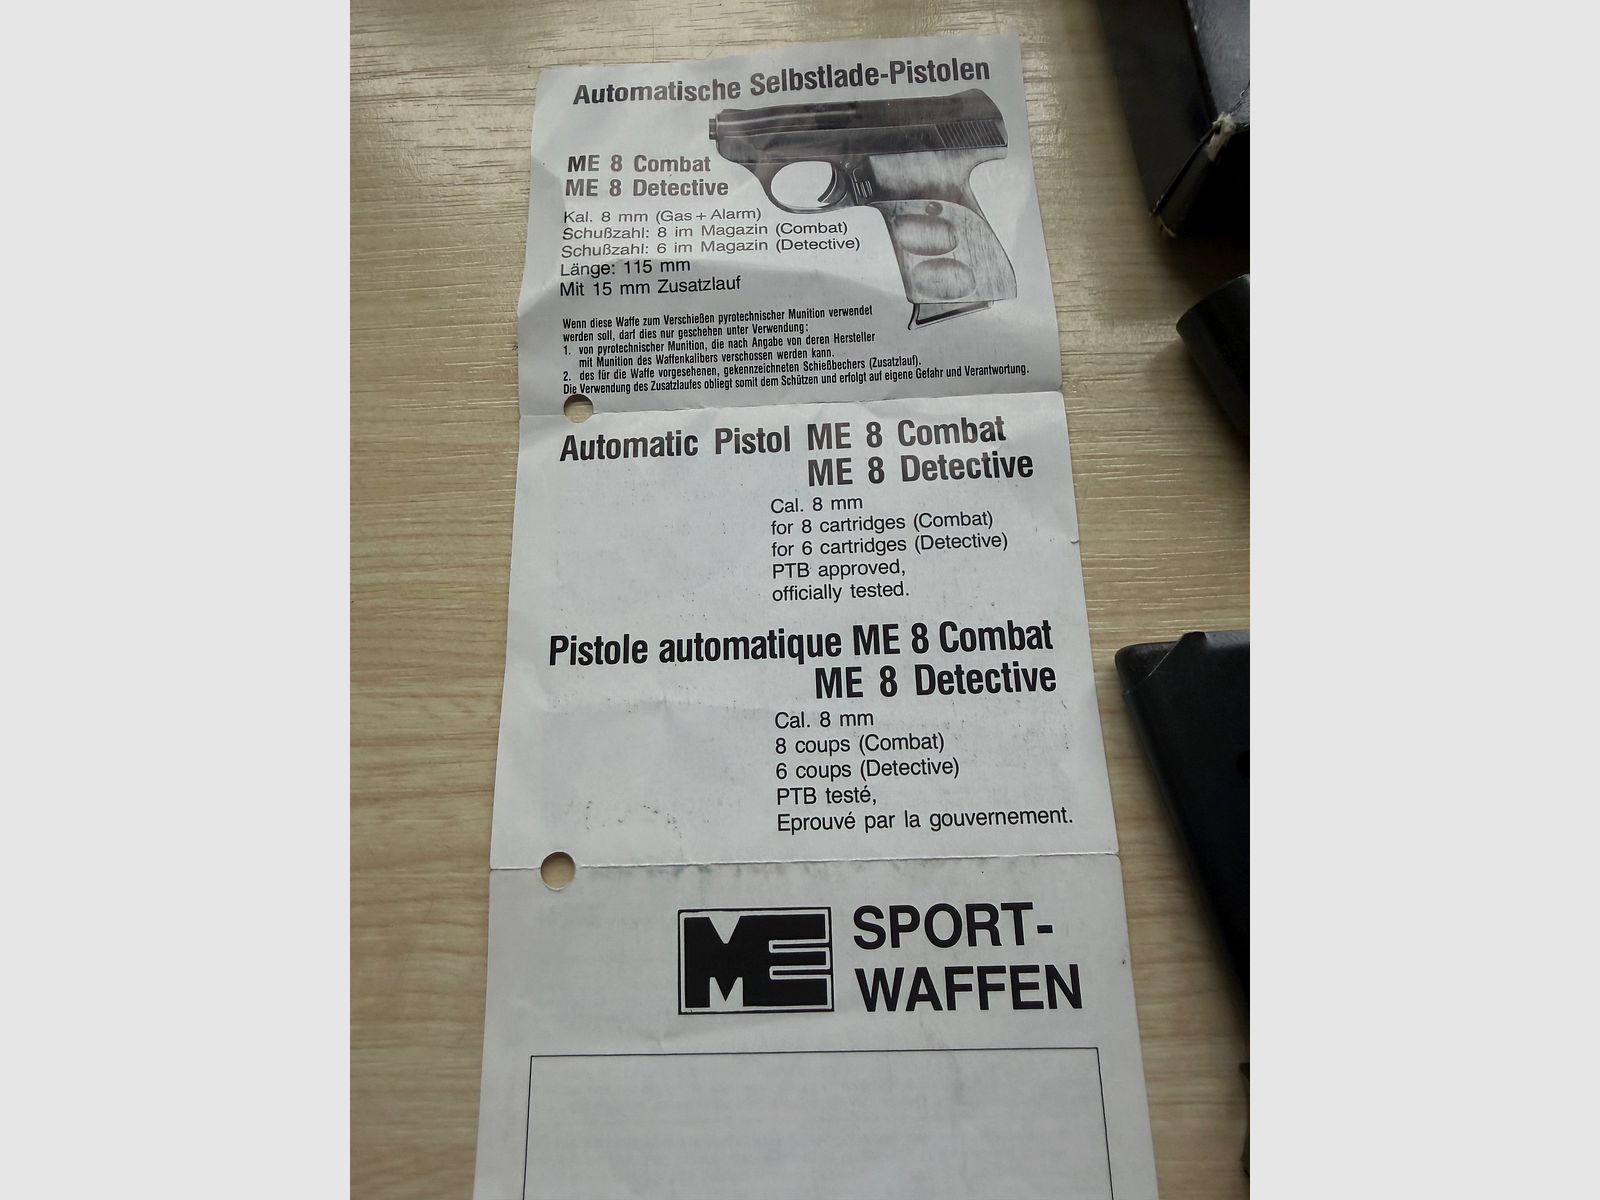 Automatische Selbstlade-Pistolen
ME 8 Combat
ME 8 Detective
Kal. 8 mm (Gas + Alarm)
Schußzahl: 8 im Magazin (Combat)
Schußzahl: 6 im Magazin (Detective)
Länge: 115 mm
Mit 15 mm Zusatzlauf
Wenn diese Waffe zum Verschießen pyrotechnischer Munition verwendet
werden soll, darf dies nur geschehen unter Verwendung:
1. von pyrotechnischer Munition, die nach Angabe von deren Hersteller
mit Munition des Waffenkalibers verschossen werden kann.
2. des für die Waffe vorgesehenen, gekennzeichneten Schießbechers (Zusatzlauf).
Die Verwendung des Zusatzlaufes obliegt somit dem Schützen und erfolgt auf eigene Gefahr und Verantwortung.
Automatic Pistol ME 8 Combat
ME 8 Detective
Cal. 8 mm
for 8 cartridges (Combat)
for 6 cartridges (Detective)
PTB approved,
officially tested.
Pistole automatique ME 8 Combat
ME 8 Detective
Cal. 8 mm
8 coups (Combat)
6 coups (Detective)
PTB testé,
Eprouvé par la gouvernement.
ME SPORT-
WAFFEN